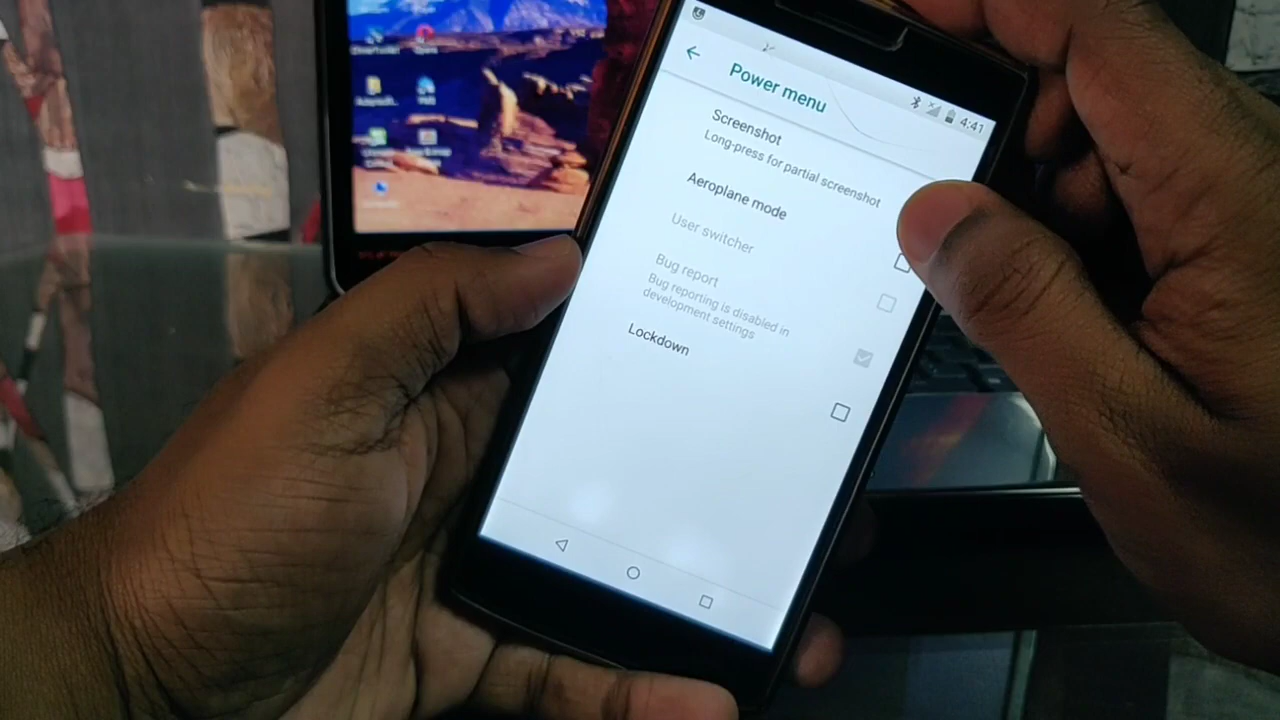 4:41
Power menu
Screenshot
Long-press for partial screenshot
Aeroplane mode
User switcher
Bug report
Bug reporting is disabled in
development settings
Lockdown